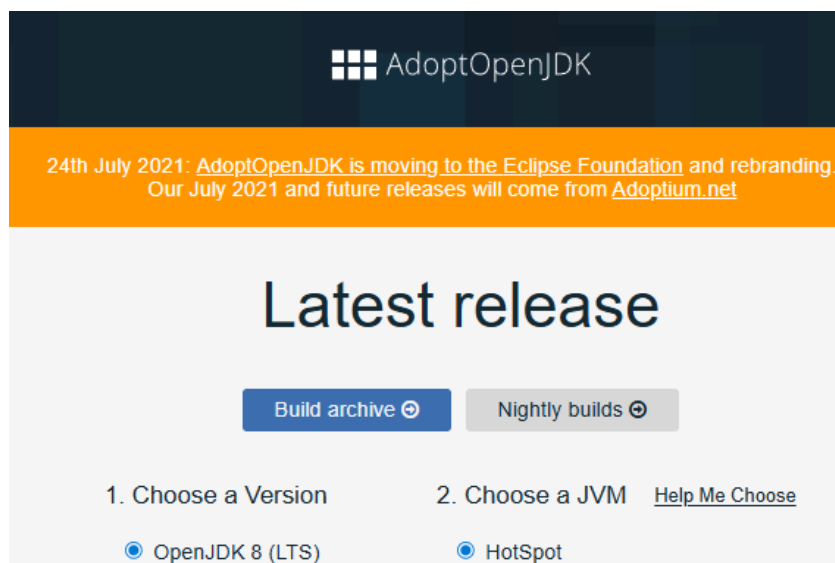 AdoptOpenJDK
24th July 2021: AdoptOpenJDK is moving to the Eclipse Foundation and rebranding.
Our July 2021 and future releases will come from Adoptium.net
Latest release
Build archive
Nightly builds
1. Choose a Version
2. Choose a JVM
Help Me Choose
OpenJDK 8 (LTS)
HotSpot